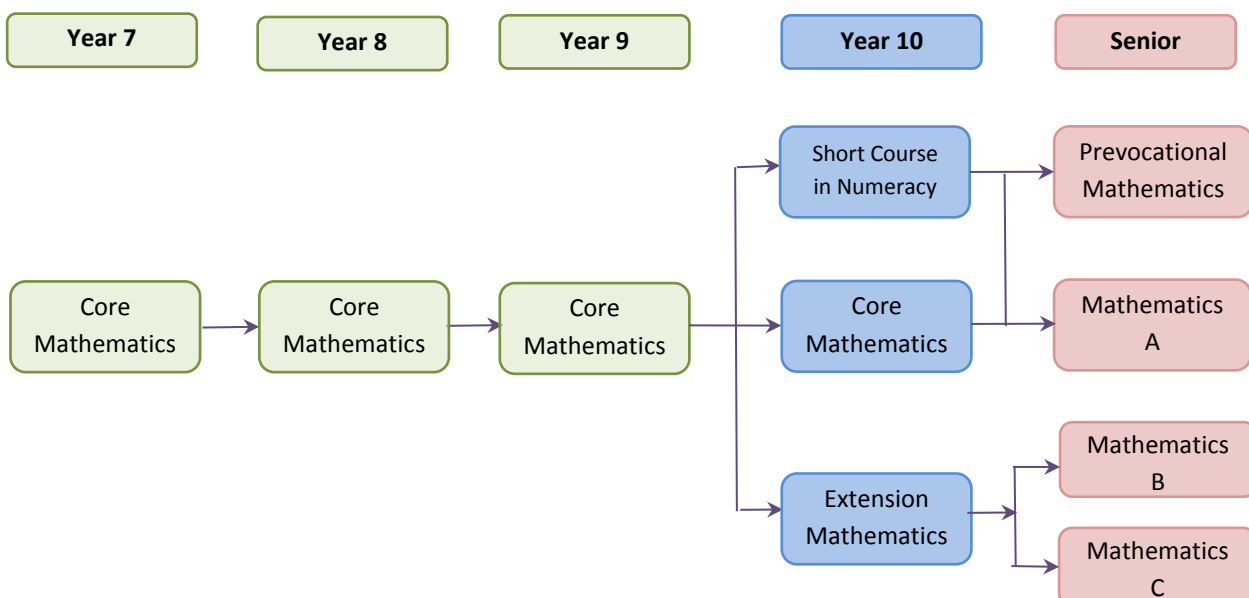 Year 7
Year 8
Year 9
Year 10
Senior
Short Course
in Numeracy
Prevocational
Mathematics
Core
Mathematics
Core
Mathematics
Core
Mathematics
Core
Mathematics
Mathematics
A
Extension
Mathematics
Mathematics
B
Mathematics
C